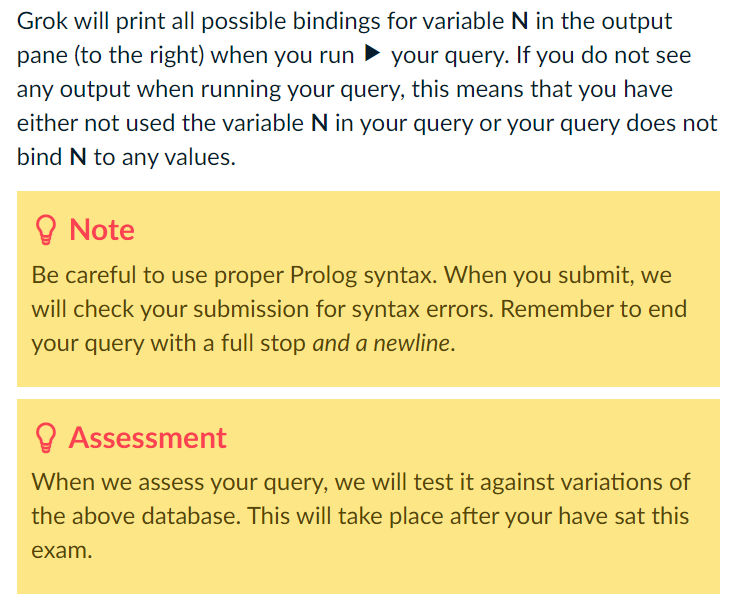 Grok will print all possible bindings for variable N in the output
pane (to the right) when you run ▶ your query. If you do not see
any output when running your query, this means that you have
either not used the variable N in your query or your query does not
bind N to any values.
Note
Be careful to use proper Prolog syntax. When you submit, we
will check your submission for syntax errors. Remember to end
your query with a full stop and a newline.
Assessment
When we assess your query, we will test it against variations of
the above database. This will take place after your have sat this
exam.